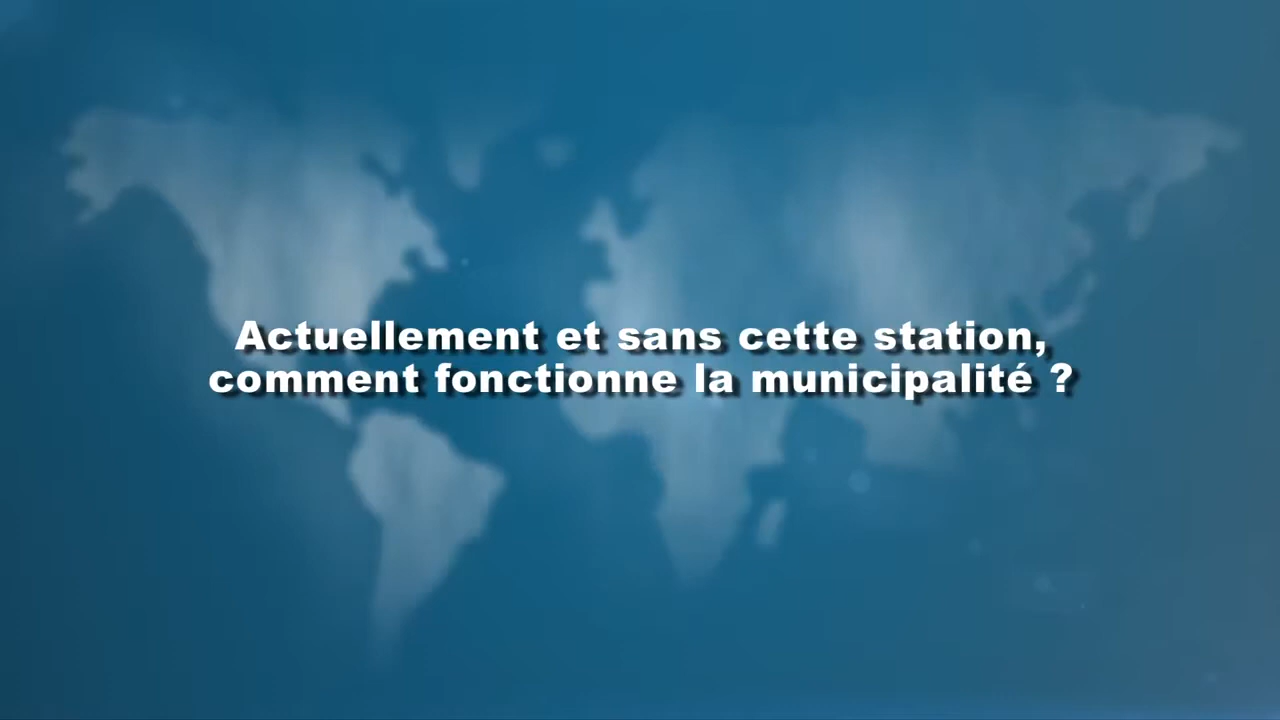 Actuellement et sans cette station,
comment fonctionne la municipalité ?